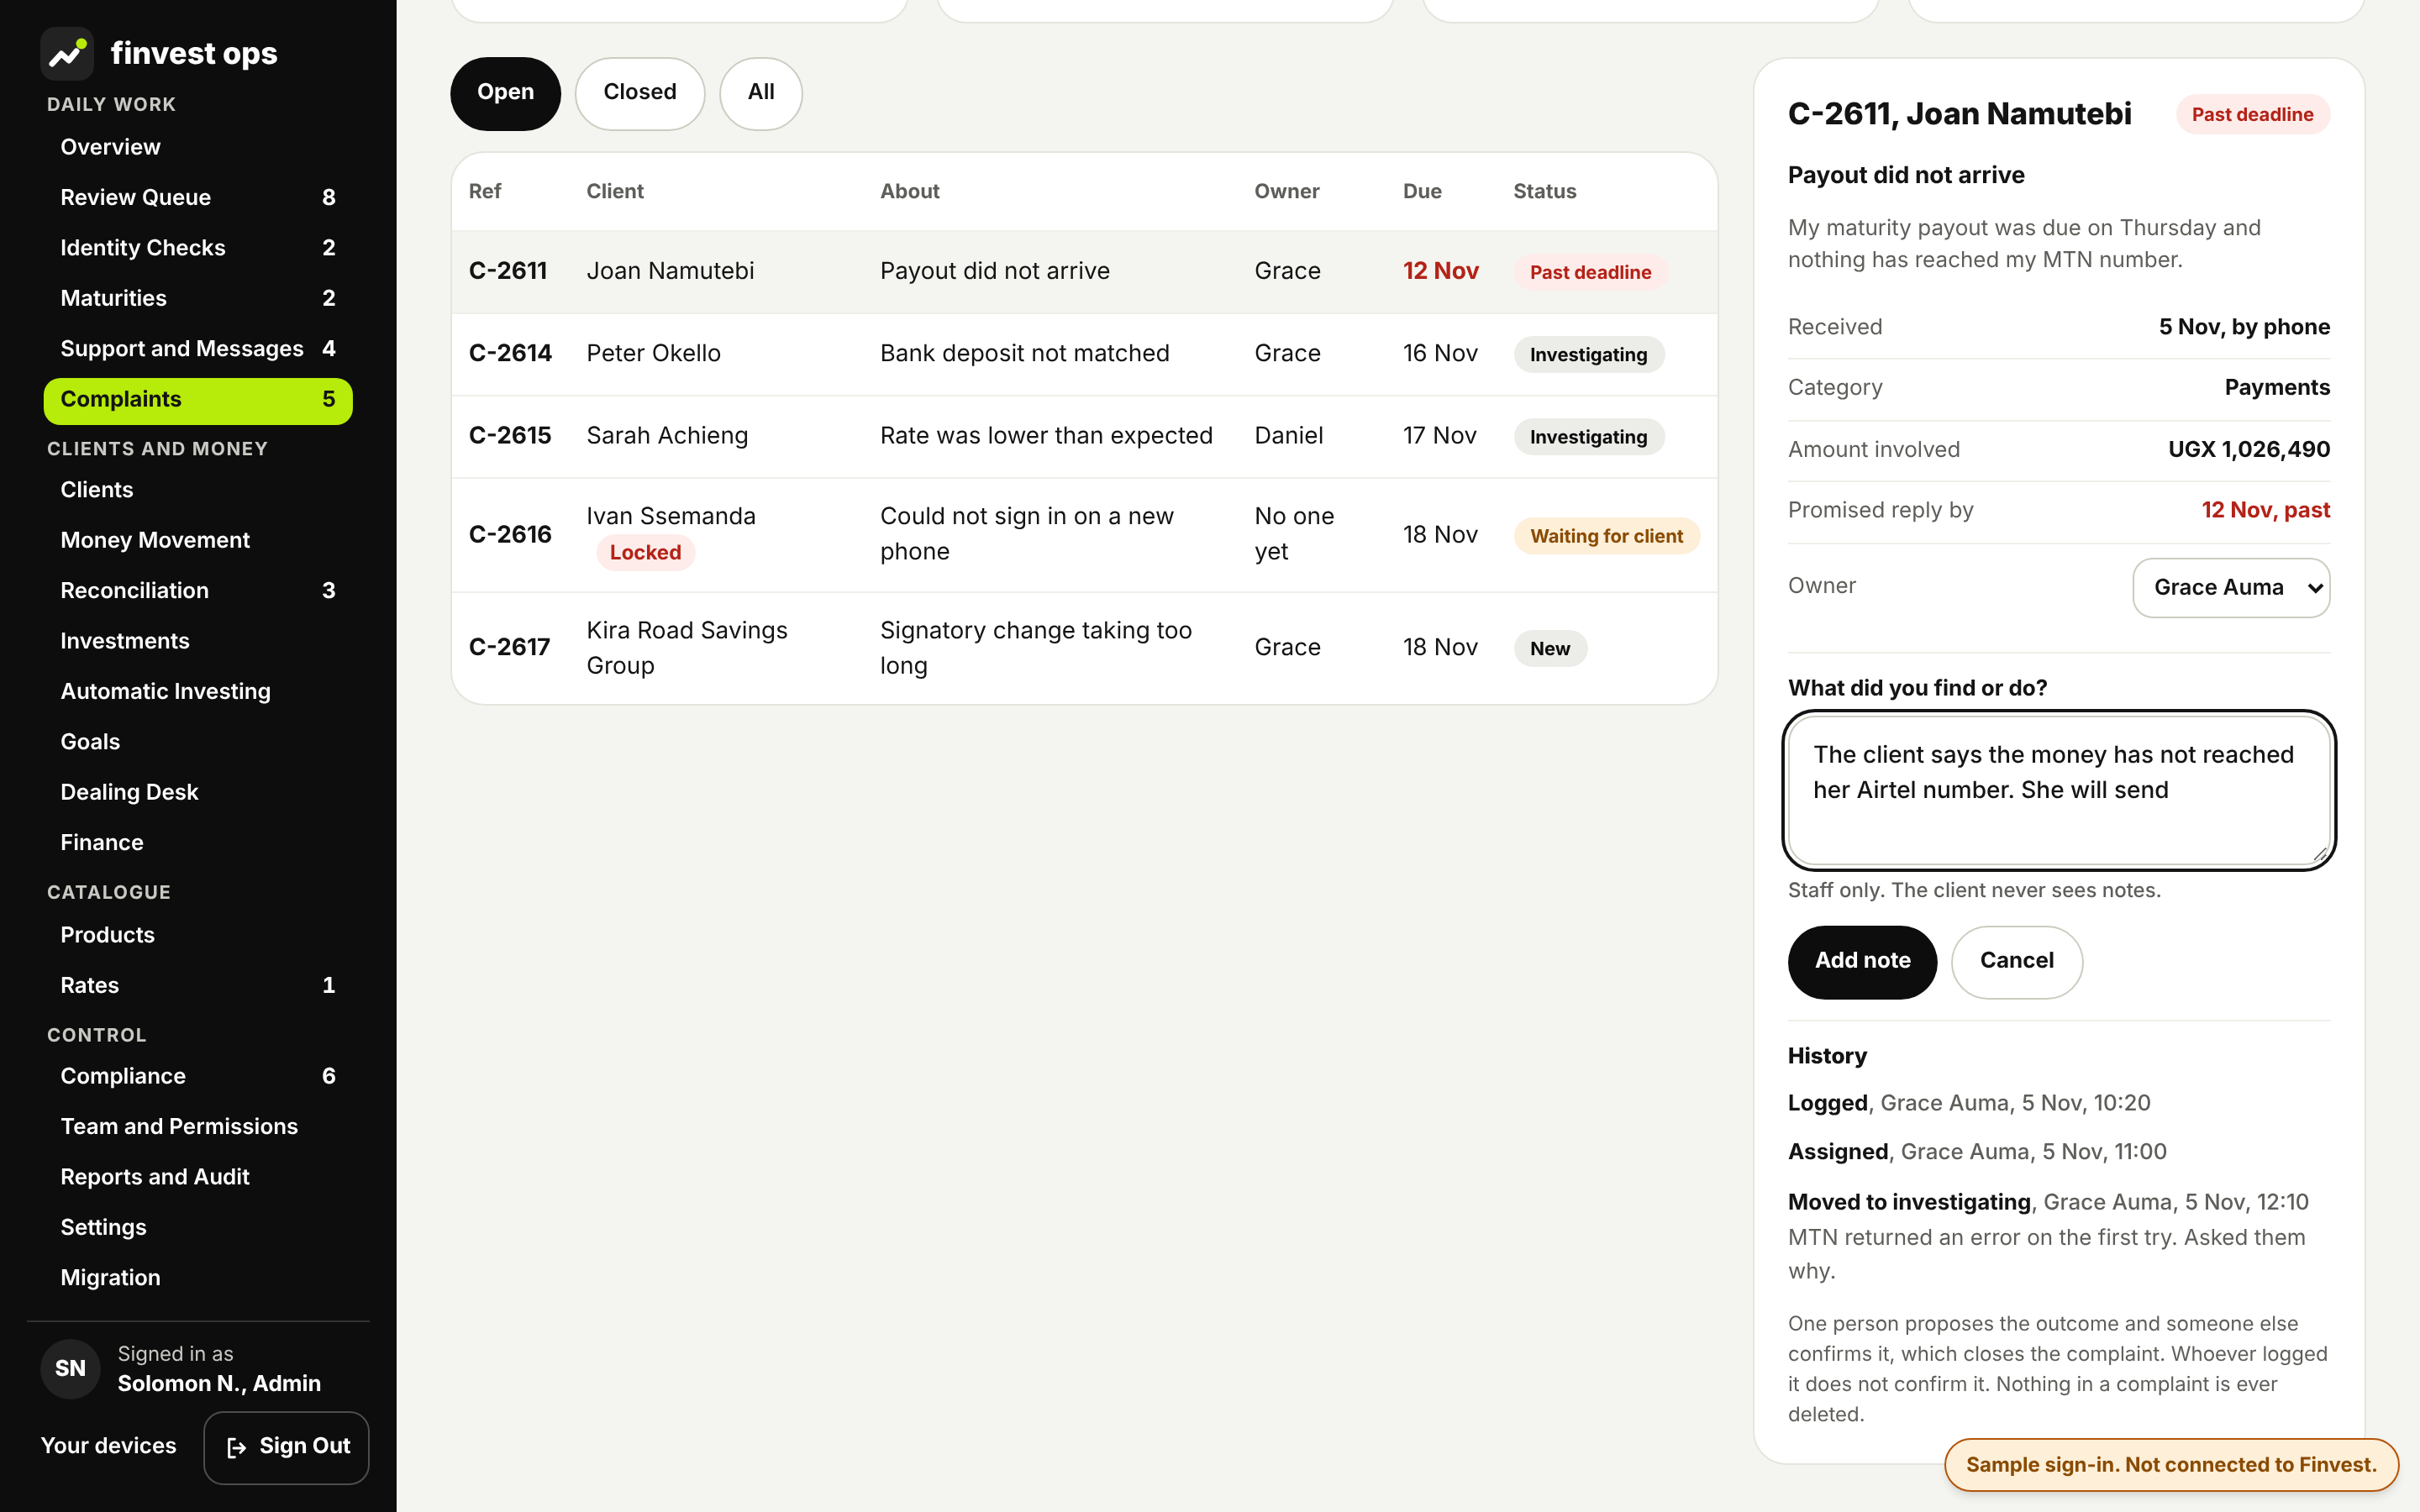 finvest ops
DAILY WORK
Overview
Review Queue 8
Identity Checks 2
Maturities 2
Support and Messages 4
Complaints 5
CLIENTS AND MONEY
Clients
Money Movement
Reconciliation 3
Investments
Automatic Investing
Goals
Dealing Desk
Finance
CATALOGUE
Products
Rates 1
CONTROL
Compliance 6
Team and Permissions
Reports and Audit
Settings
Migration
SN
Signed in as
Solomon N., Admin
Your devices
Sign Out
Open Closed All
Ref Client About Owner Due Status
C-2611 Joan Namutebi Payout did not arrive Grace 12 Nov Past deadline
C-2614 Peter Okello Bank deposit not matched Grace 16 Nov Investigating
C-2615 Sarah Achieng Rate was lower than expected Daniel 17 Nov Investigating
C-2616 Ivan Ssemanda Locked Could not sign in on a new phone No one yet 18 Nov Waiting for client
C-2617 Kira Road Savings Group Signatory change taking too long Grace 18 Nov New
C-2611, Joan Namutebi Past deadline
Payout did not arrive
My maturity payout was due on Thursday and
nothing has reached my MTN number.
Received 5 Nov, by phone
Category Payments
Amount involved UGX 1,026,490
Promised reply by 12 Nov, past
Owner Grace Auma
What did you find or do?
The client says the money has not reached
her Airtel number. She will send
Staff only. The client never sees notes.
Add note Cancel
History
Logged, Grace Auma, 5 Nov, 10:20
Assigned, Grace Auma, 5 Nov, 11:00
Moved to investigating, Grace Auma, 5 Nov, 12:10
MTN returned an error on the first try. Asked them
why.
One person proposes the outcome and someone else
confirms it, which closes the complaint. Whoever logged
it does not confirm it. Nothing in a complaint is ever
deleted.
Sample sign-in. Not connected to Finvest.